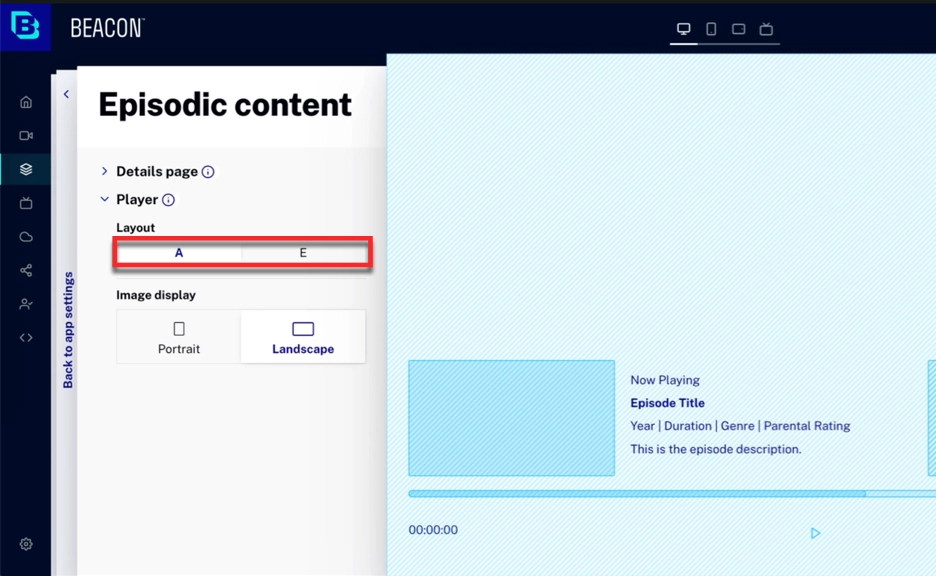 BEACON™
Episodic content
Details page
Player
Layout
A E
Image display
Portrait Landscape
Back to app settings
Now Playing
Episode Title
Year | Duration | Genre | Parental Rating
This is the episode description.
00:00:00